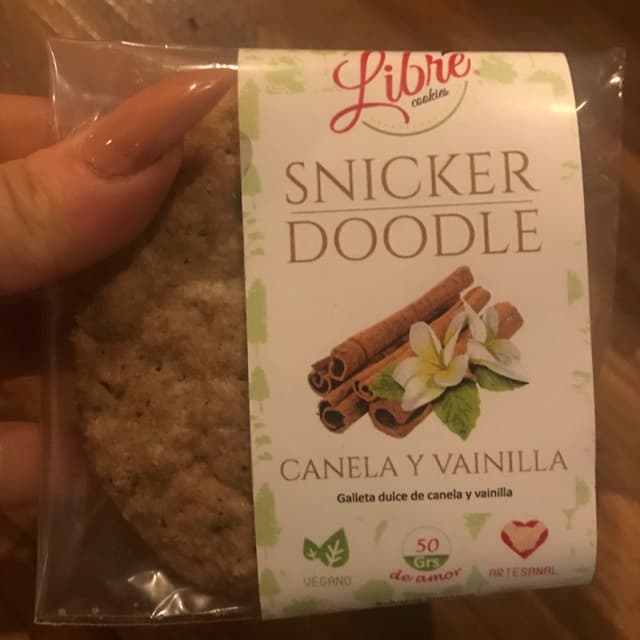 Libre
cookies
SNICKER
DOODLE
CANELA Y VAINILLA
Galleta dulce de canela y vainilla
VEGANO
50
Grs
de amor
ARTESANAL